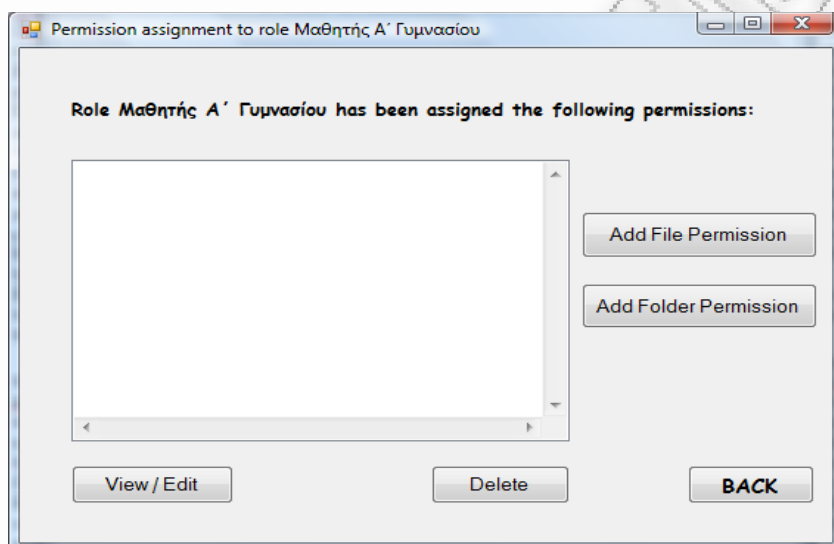 Permission assignment to role Μαθητής Α΄ Γυμνασίου
Role Μαθητής Α΄ Γυμνασίου has been assigned the following permissions:
Add File Permission
Add Folder Permission
View / Edit
Delete
BACK